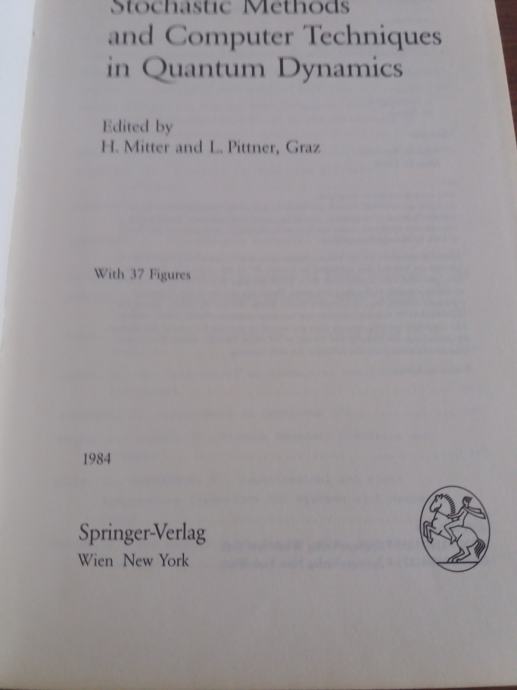 Stochastic Methods
and Computer Techniques
in Quantum Dynamics
Edited by
H. Mitter and L. Pittner, Graz
With 37 Figures
1984
Springer-Verlag
Wien New York